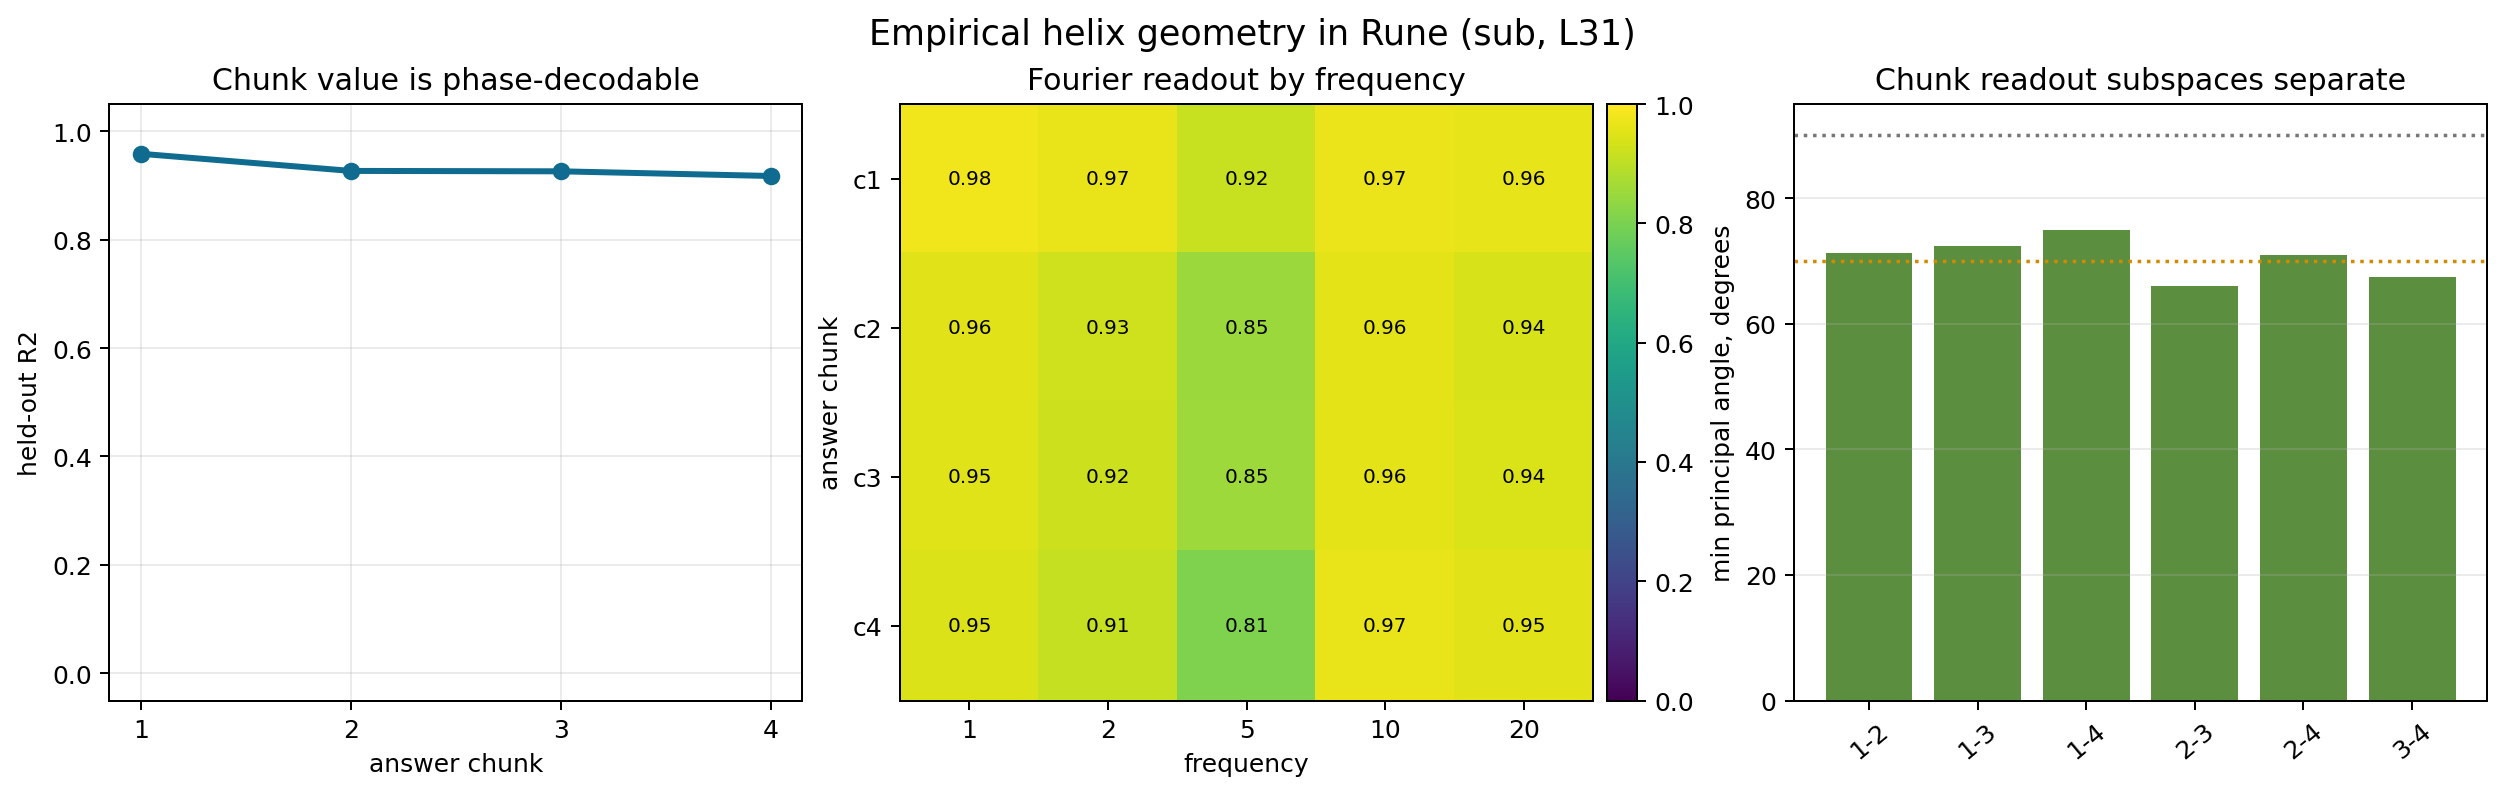 Empirical helix geometry in Rune (sub, L31)
Chunk value is phase-decodable
held-out R2
1.0
0.8
0.6
0.4
0.2
0.0
1 2 3 4
answer chunk
Fourier readout by frequency
answer chunk
c1 0.98 0.97 0.92 0.97 0.96
c2 0.96 0.93 0.85 0.96 0.94
c3 0.95 0.92 0.85 0.96 0.94
c4 0.95 0.91 0.81 0.97 0.95
1 2 5 10 20
frequency
1.0
0.8
0.6
0.4
0.2
0.0
Chunk readout subspaces separate
min principal angle, degrees
80
60
40
20
0
1-2 1-3 1-4 2-3 2-4 3-4